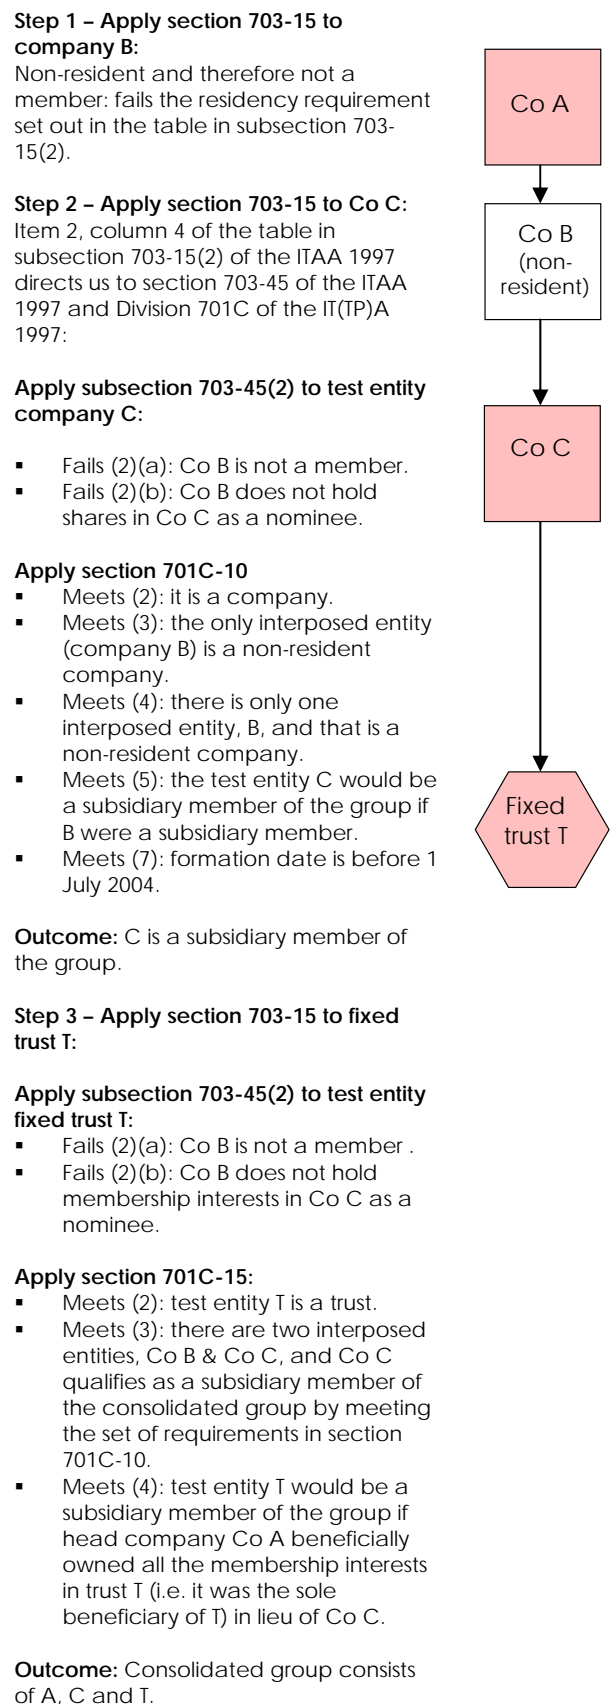 Step 1 – Apply section 703-15 to
company B:
Non-resident and therefore not a
member: fails the residency requirement
set out in the table in subsection 703-
15(2).
Step 2 – Apply section 703-15 to Co C:
Item 2, column 4 of the table in
subsection 703-15(2) of the ITAA 1997
directs us to section 703-45 of the ITAA
1997 and Division 701C of the IT(TP)A
1997:
Apply subsection 703-45(2) to test entity
company C:
▪ Fails (2)(a): Co B is not a member.
▪ Fails (2)(b): Co B does not hold
shares in Co C as a nominee.
Apply section 701C-10
▪ Meets (2): it is a company.
▪ Meets (3): the only interposed entity
(company B) is a non-resident
company.
▪ Meets (4): there is only one
interposed entity, B, and that is a
non-resident company.
▪ Meets (5): the test entity C would be
a subsidiary member of the group if
B were a subsidiary member.
▪ Meets (7): formation date is before 1
July 2004.
Outcome: C is a subsidiary member of
the group.
Step 3 – Apply section 703-15 to fixed
trust T:
Apply subsection 703-45(2) to test entity
fixed trust T:
▪ Fails (2)(a): Co B is not a member .
▪ Fails (2)(b): Co B does not hold
membership interests in Co C as a
nominee.
Apply section 701C-15:
▪ Meets (2): test entity T is a trust.
▪ Meets (3): there are two interposed
entities, Co B & Co C, and Co C
qualifies as a subsidiary member of
the consolidated group by meeting
the set of requirements in section
701C-10.
▪ Meets (4): test entity T would be a
subsidiary member of the group if
head company Co A beneficially
owned all the membership interests
in trust T (i.e. it was the sole
beneficiary of T) in lieu of Co C.
Outcome: Consolidated group consists
of A, C and T.
Co A
Co B
(non-
resident)
Co C
Fixed
trust T